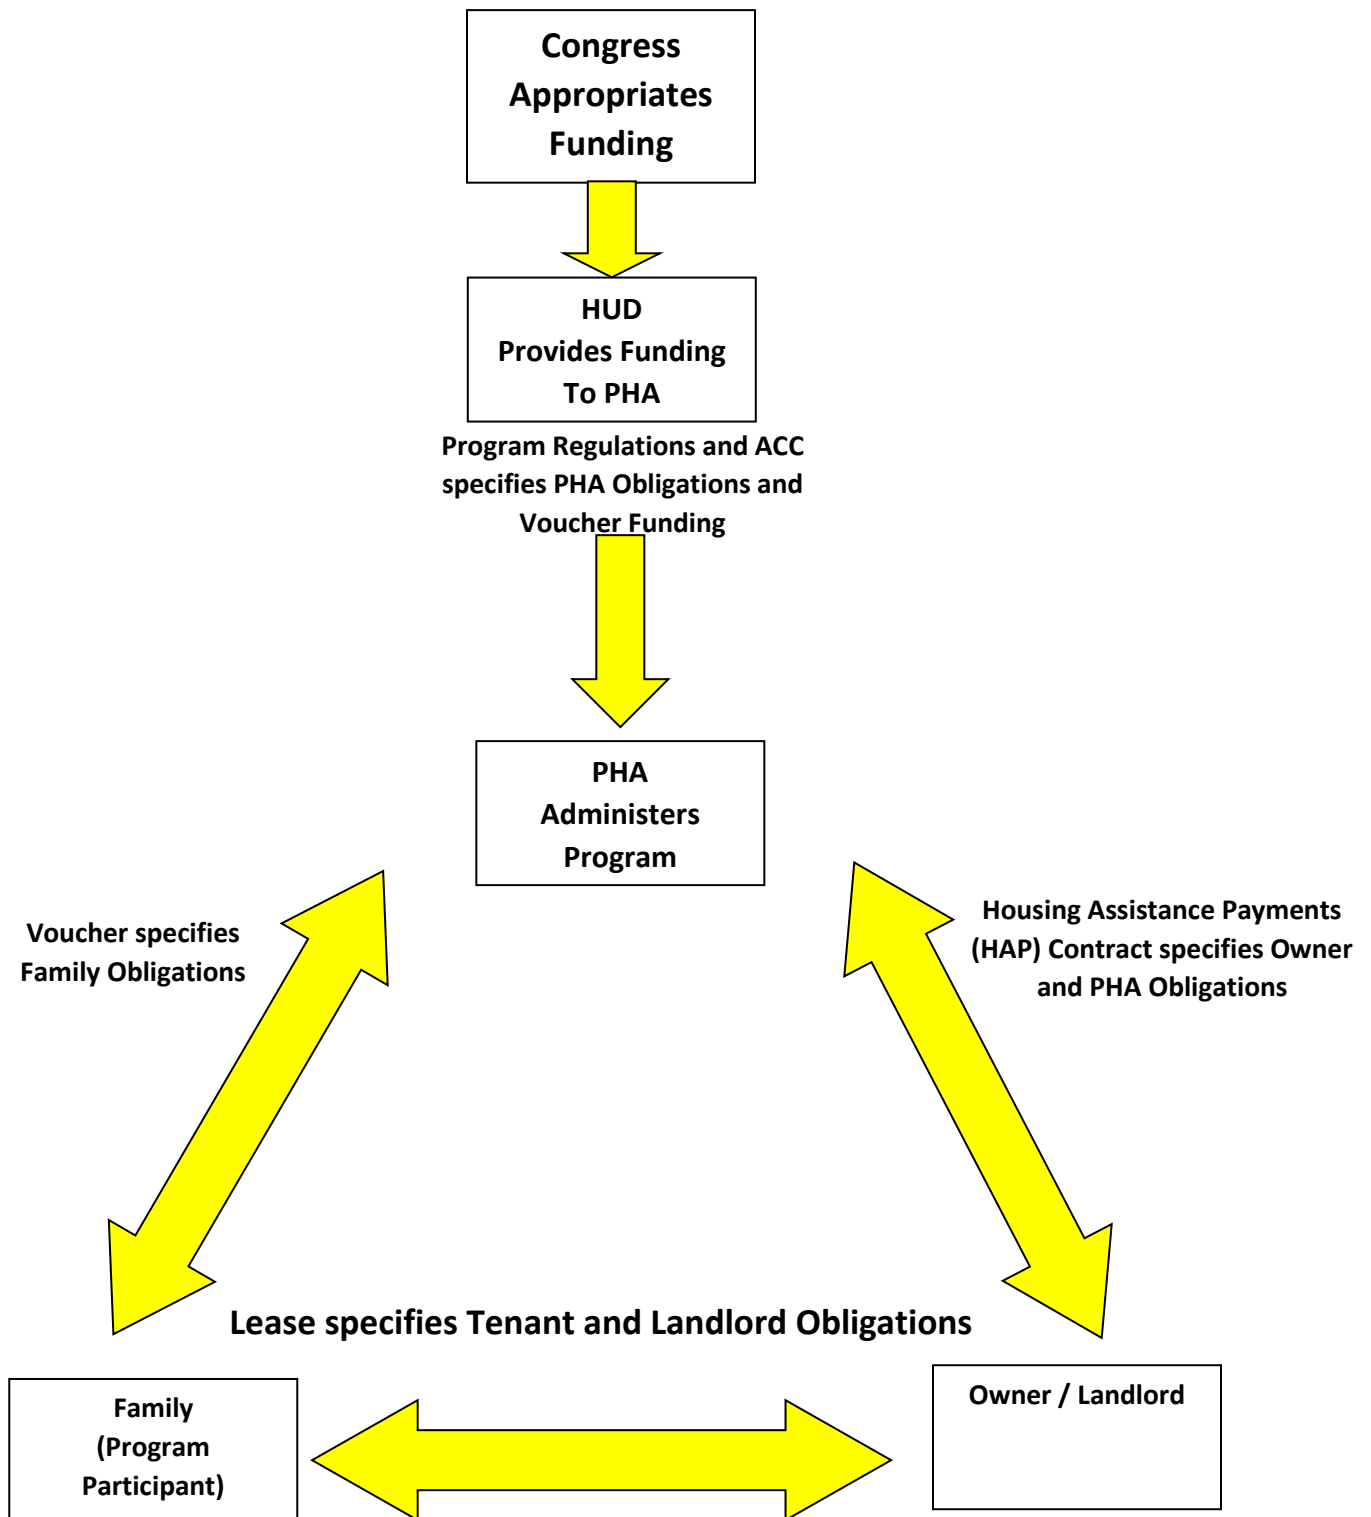 Congress
Appropriates
Funding
HUD
Provides Funding
To PHA
Program Regulations and ACC
specifies PHA Obligations and
Voucher Funding
PHA
Administers
Program
Voucher specifies
Family Obligations
Housing Assistance Payments
(HAP) Contract specifies Owner
and PHA Obligations
Lease specifies Tenant and Landlord Obligations
Family
(Program
Participant)
Owner / Landlord